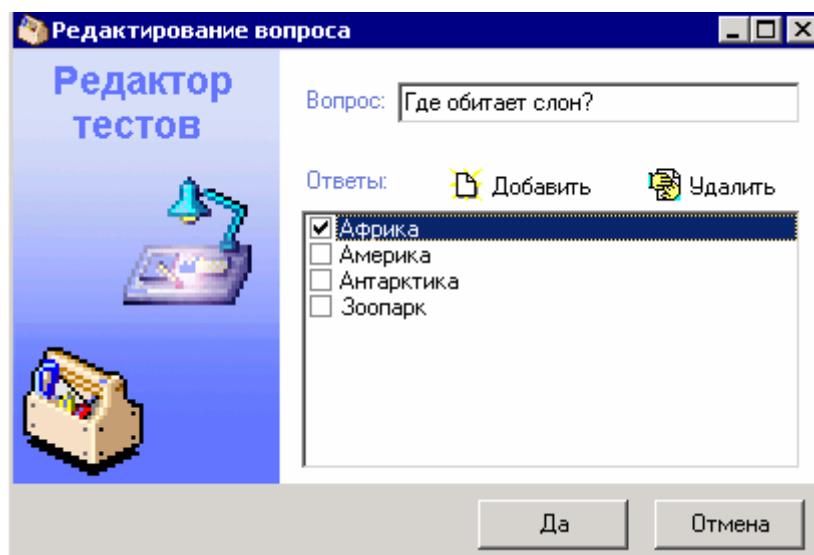 Редактирование вопроса
Редактор
тестов
Вопрос: Где обитает слон?
Ответы: Добавить Удалить
Африка
Америка
Антарктика
Зоопарк
Да Отмена